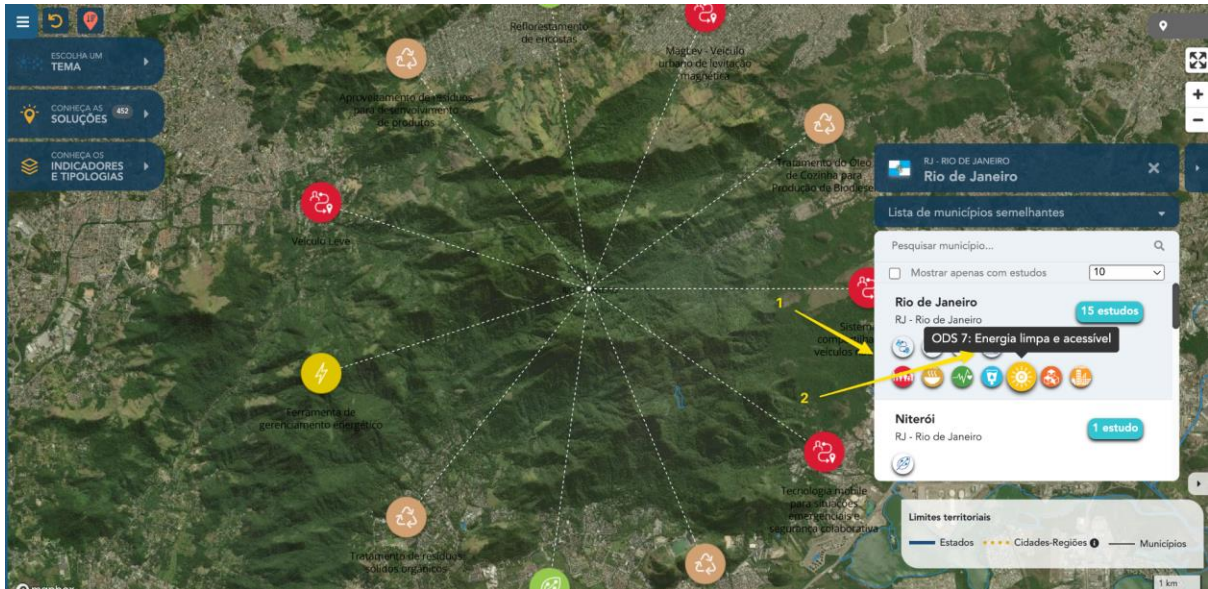 ESCOLHA UM
TEMA
CONHEÇA AS
SOLUÇÕES
452
CONHEÇA OS
INDICADORES
E TIPOLOGIAS
Reflorestamento
de encostas
MagLev - Veículo
urbano de levitação
magnética
Aproveitamento de resíduos
para desenvolvimento
de produtos
Tratamento do Óleo
de Cozinha para
Produção de Biodiesel
Veículo Leve
Sistema
compartilha
veículos
Ferramenta de
gerenciamento energético
Tecnologia mobile
para situações
emergenciais e
segurança colaborativa
Tratamento de resíduos
sólidos orgânicos
1
2
RJ - RIO DE JANEIRO
Rio de Janeiro
Lista de municípios semelhantes
Pesquisar município...
Mostrar apenas com estudos
10
Rio de Janeiro
RJ - Rio de Janeiro
15 estudos
ODS 7: Energia limpa e acessível
Niterói
RJ - Rio de Janeiro
1 estudo
Limites territoriais
Estados
Cidades-Regiões
Municípios
1 km
mapbox